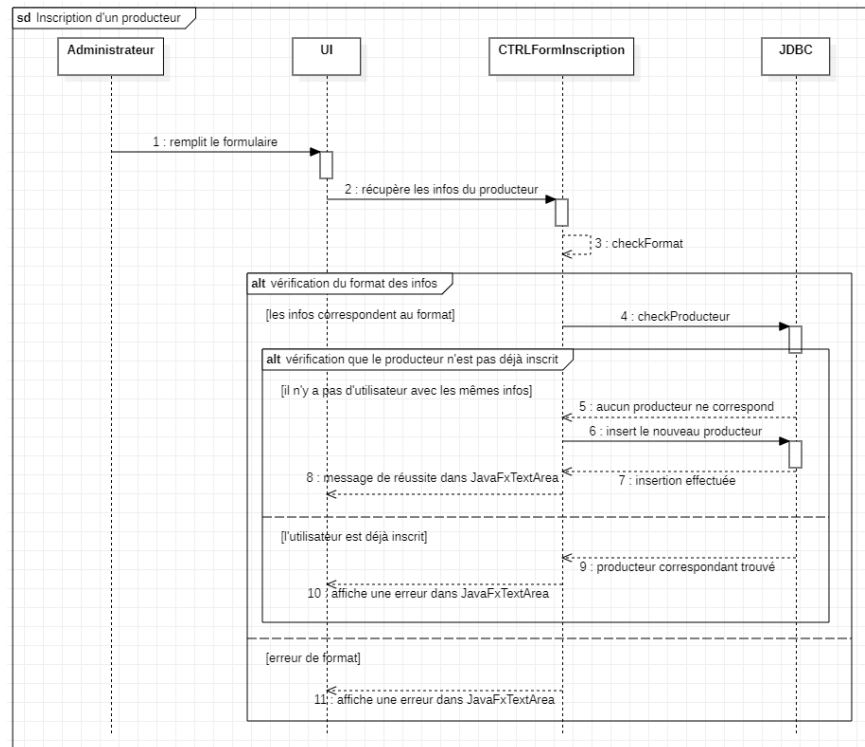 sd Inscription d'un producteur
Administrateur
UI
CTRLFormInscription
JDBC
1 : remplit le formulaire
2 : récupère les infos du producteur
3 : checkFormat
alt vérification du format des infos
[les infos correspondent au format]
4 : checkProducteur
alt vérification que le producteur n'est pas déjà inscrit
[il n'y a pas d'utilisateur avec les mêmes infos]
5 : aucun producteur ne correspond
6 : insert le nouveau producteur
8 : message de réussite dans JavaFxTextArea
7 : insertion effectuée
[l'utilisateur est déjà inscrit]
9 : producteur correspondant trouvé
10 : affiche une erreur dans JavaFxTextArea
[erreur de format]
11 : affiche une erreur dans JavaFxTextArea